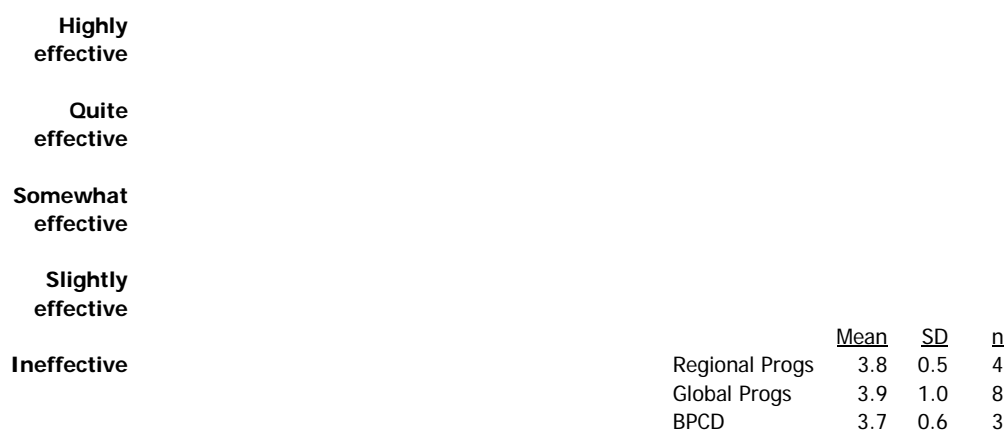 Highly
effective
Quite
effective
Somewhat
effective
Slightly
effective
Mean SD n
Ineffective Regional Progs 3.8 0.5 4
Global Progs 3.9 1.0 8
BPCD 3.7 0.6 3